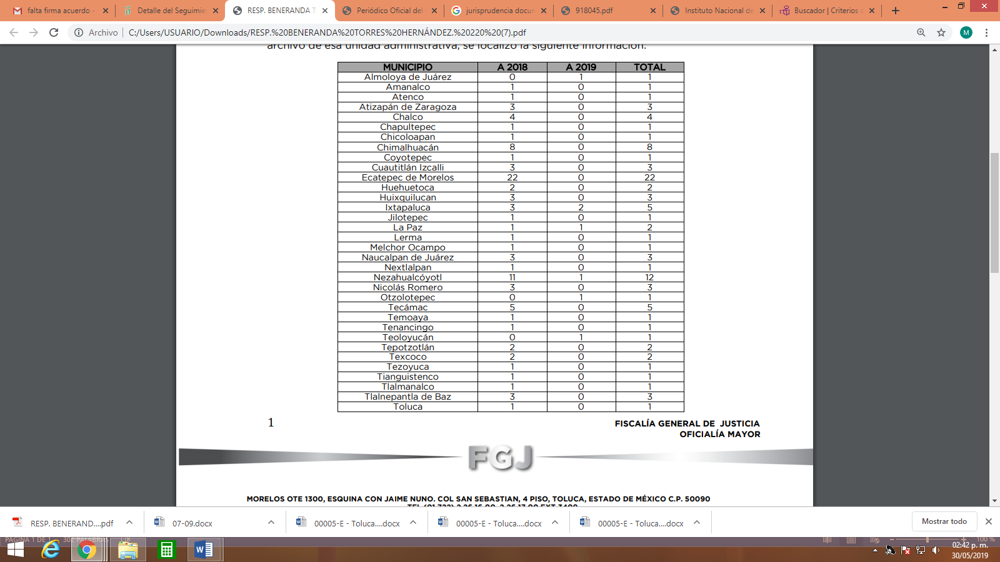 falta firma acuerdo -
Detalle del Seguimie
RESP. BENERANDA T
Periódico Oficial del
jurisprudencia docu
918045.pdf
Instituto Nacional de
Buscador | Criterios
Archivo C:/Users/USUARIO/Downloads/RESP.%20BENERANDA%20TORRES%20HERNÁNDEZ.%20220%20(7).pdf
M
archivo de esa unidad administrativa, se localizó la siguiente información:
MUNICIPIO A 2018 A 2019 TOTAL
Almoloya de Juárez 0 1 1
Amanalco 1 0 1
Atenco 1 0 1
Atizapán de Zaragoza 3 0 3
Chalco 4 0 4
Chapultepec 1 0 1
Chicoloapan 1 0 1
Chimalhuacán 8 0 8
Coyotepec 1 0 1
Cuautitlán Izcalli 3 0 3
Ecatepec de Morelos 22 0 22
Huehuetoca 2 0 2
Huixquilucan 3 0 3
Ixtapaluca 3 2 5
Jilotepec 1 0 1
La Paz 1 1 2
Lerma 1 0 1
Melchor Ocampo 1 0 1
Naucalpan de Juárez 3 0 3
Nextlalpan 1 0 1
Nezahualcóyotl 11 1 12
Nicolás Romero 3 0 3
Otzolotepec 0 1 1
Tecámac 5 0 5
Temoaya 1 0 1
Tenancingo 1 0 1
Teoloyucán 0 1 1
Tepotzotlán 2 0 2
Texcoco 2 0 2
Tezoyuca 1 0 1
Tianguistenco 1 0 1
Tlalmanalco 1 0 1
Tlalnepantla de Baz 3 0 3
Toluca 1 0 1
1
FISCALÍA GENERAL DE JUSTICIA
OFICIALÍA MAYOR
FGJ
MORELOS OTE 1300, ESQUINA CON JAIME NUNO. COL SAN SEBASTIAN, 4 PISO, TOLUCA, ESTADO DE MÉXICO C.P. 50090
RESP. BENERAND....pdf
07-09.docx
00005-E - Toluca....docx
00005-E - Toluca....docx
00005-E - Toluca....docx
Mostrar todo
PÁGINA 1 DE 1
100 %
02:42 p. m.
30/05/2019